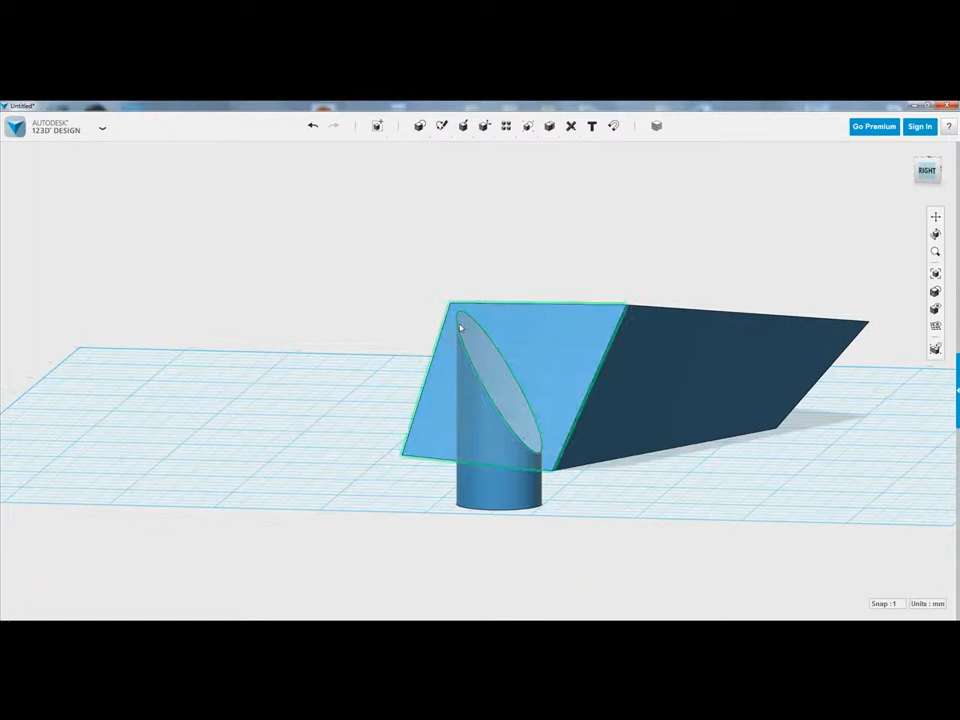 Untitled*
AUTODESK®
123D® DESIGN
Go Premium
Sign In
?
RIGHT
Snap : 1
Units : mm